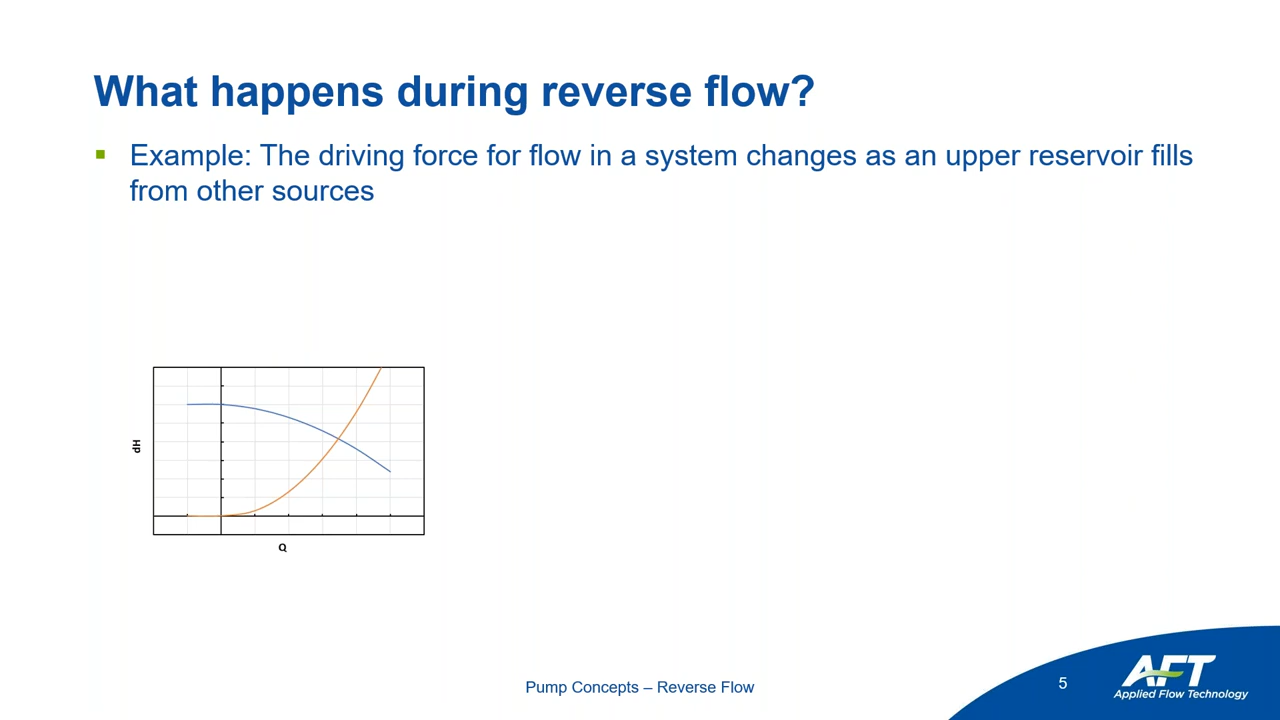 What happens during reverse flow?
Example: The driving force for flow in a system changes as an upper reservoir fills
from other sources
dH
Q
Pump Concepts – Reverse Flow
5
AFT
Applied Flow Technology